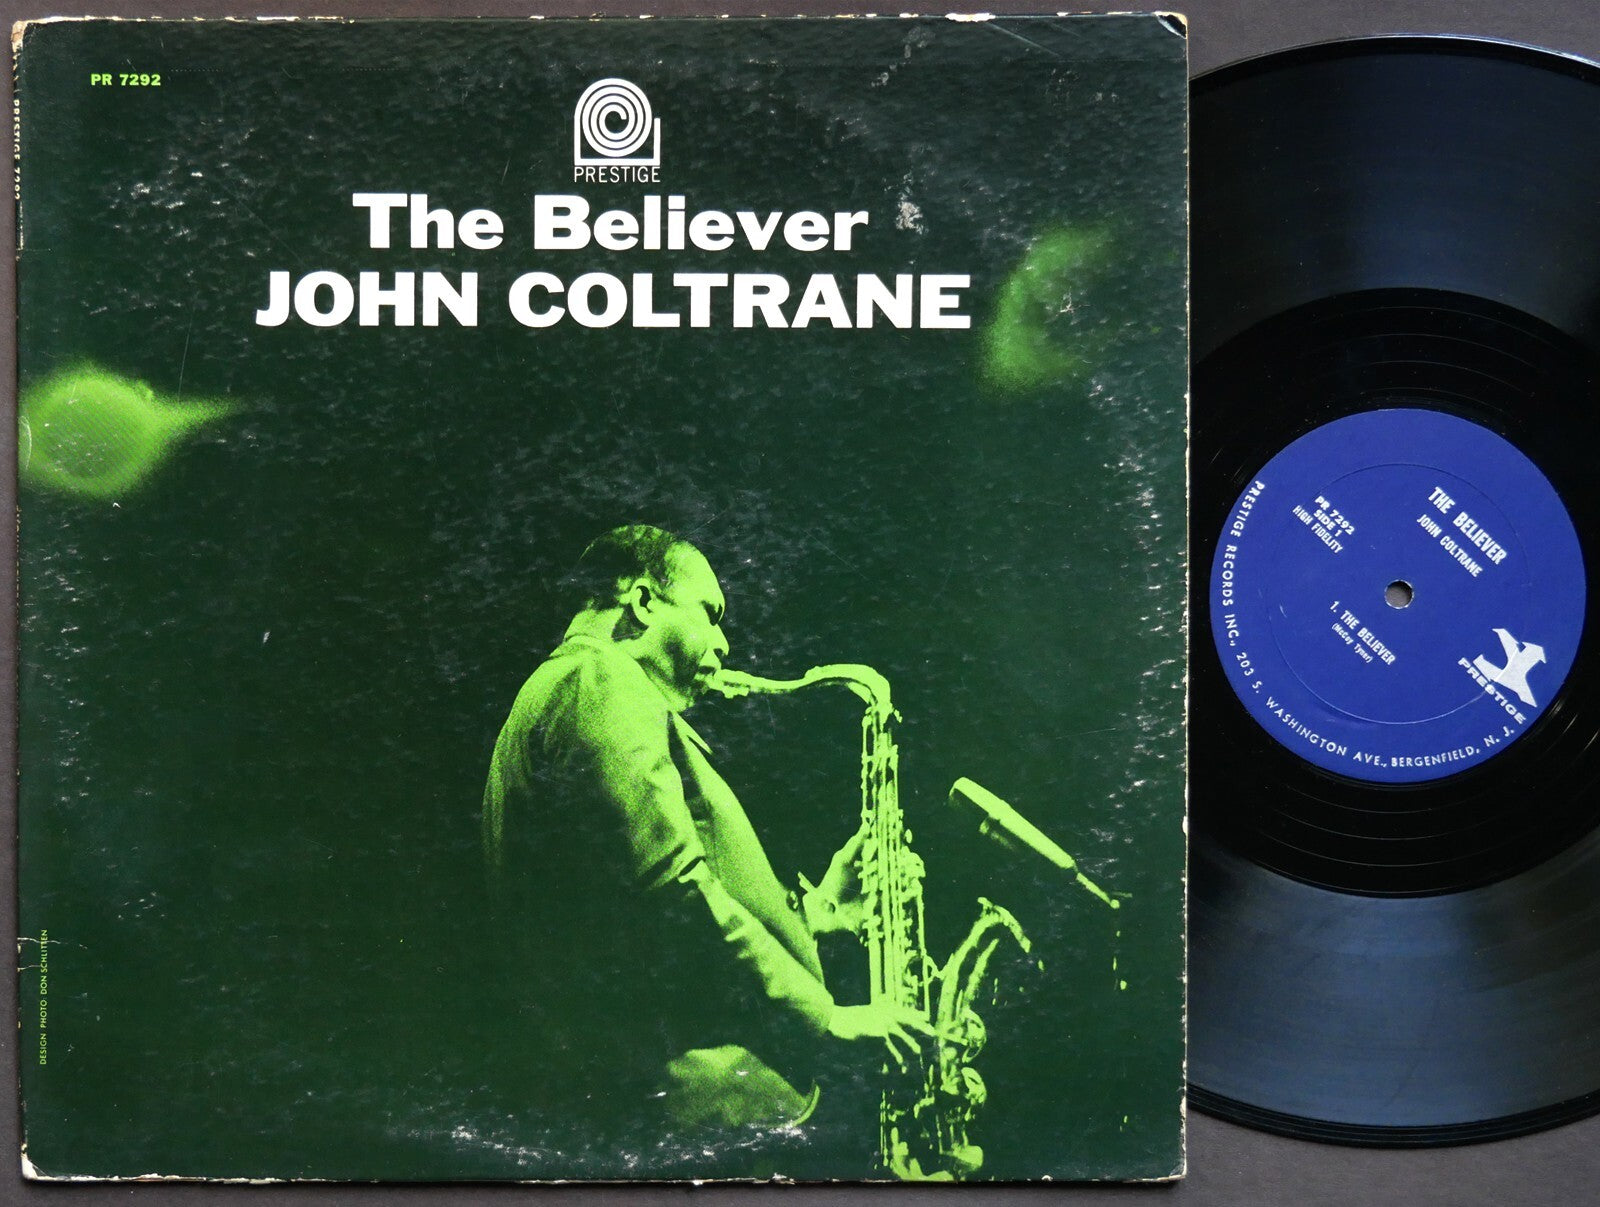 PR 7292
PRESTIGE 7292
PRESTIGE
The Believer
JOHN COLTRANE
DESIGN PHOTO: DON SCHLITTEN
THE BELIEVER
JOHN COLTRANE
PR 7292
SIDE 1
HIGH FIDELITY
1. THE BELIEVER
(McCoy Tyner)
PRESTIGE
PRESTIGE RECORDS INC., 203 S. WASHINGTON AVE., BERGENFIELD, N. J.